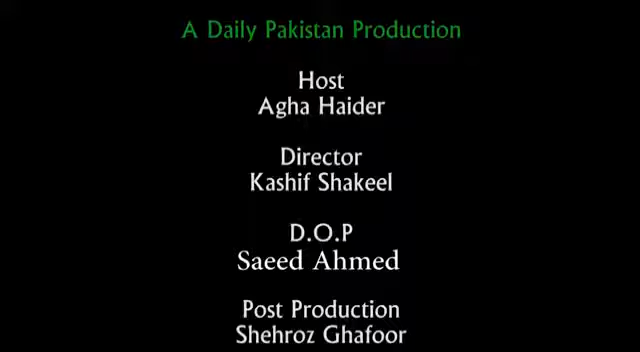 A Daily Pakistan Production
Host
Agha Haider
Director
Kashif Shakeel
D.O.P
Saeed Ahmed
Post Production
Shehroz Ghafoor